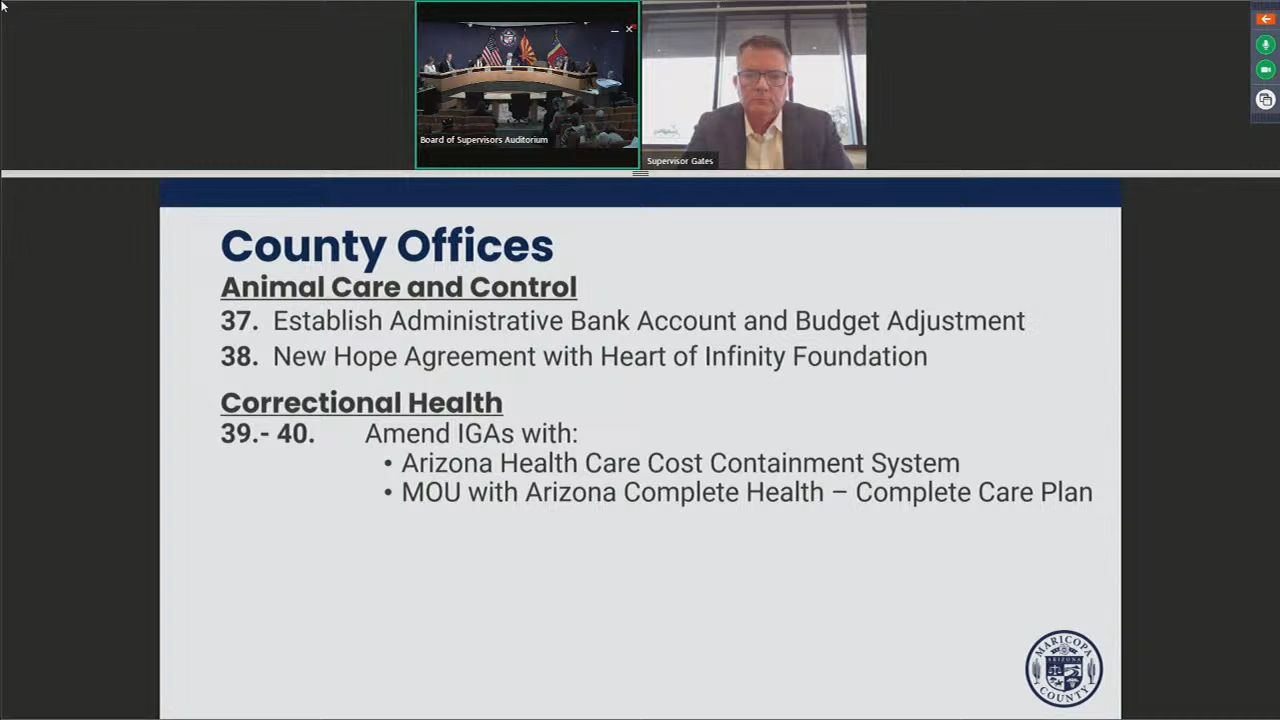 Board of Supervisors Auditorium
Supervisor Gates
County Offices
Animal Care and Control
37. Establish Administrative Bank Account and Budget Adjustment
38. New Hope Agreement with Heart of Infinity Foundation
Correctional Health
39.- 40. Amend IGAs with:
• Arizona Health Care Cost Containment System
• MOU with Arizona Complete Health – Complete Care Plan
MARICOPA
ARIZONA
COUNTY